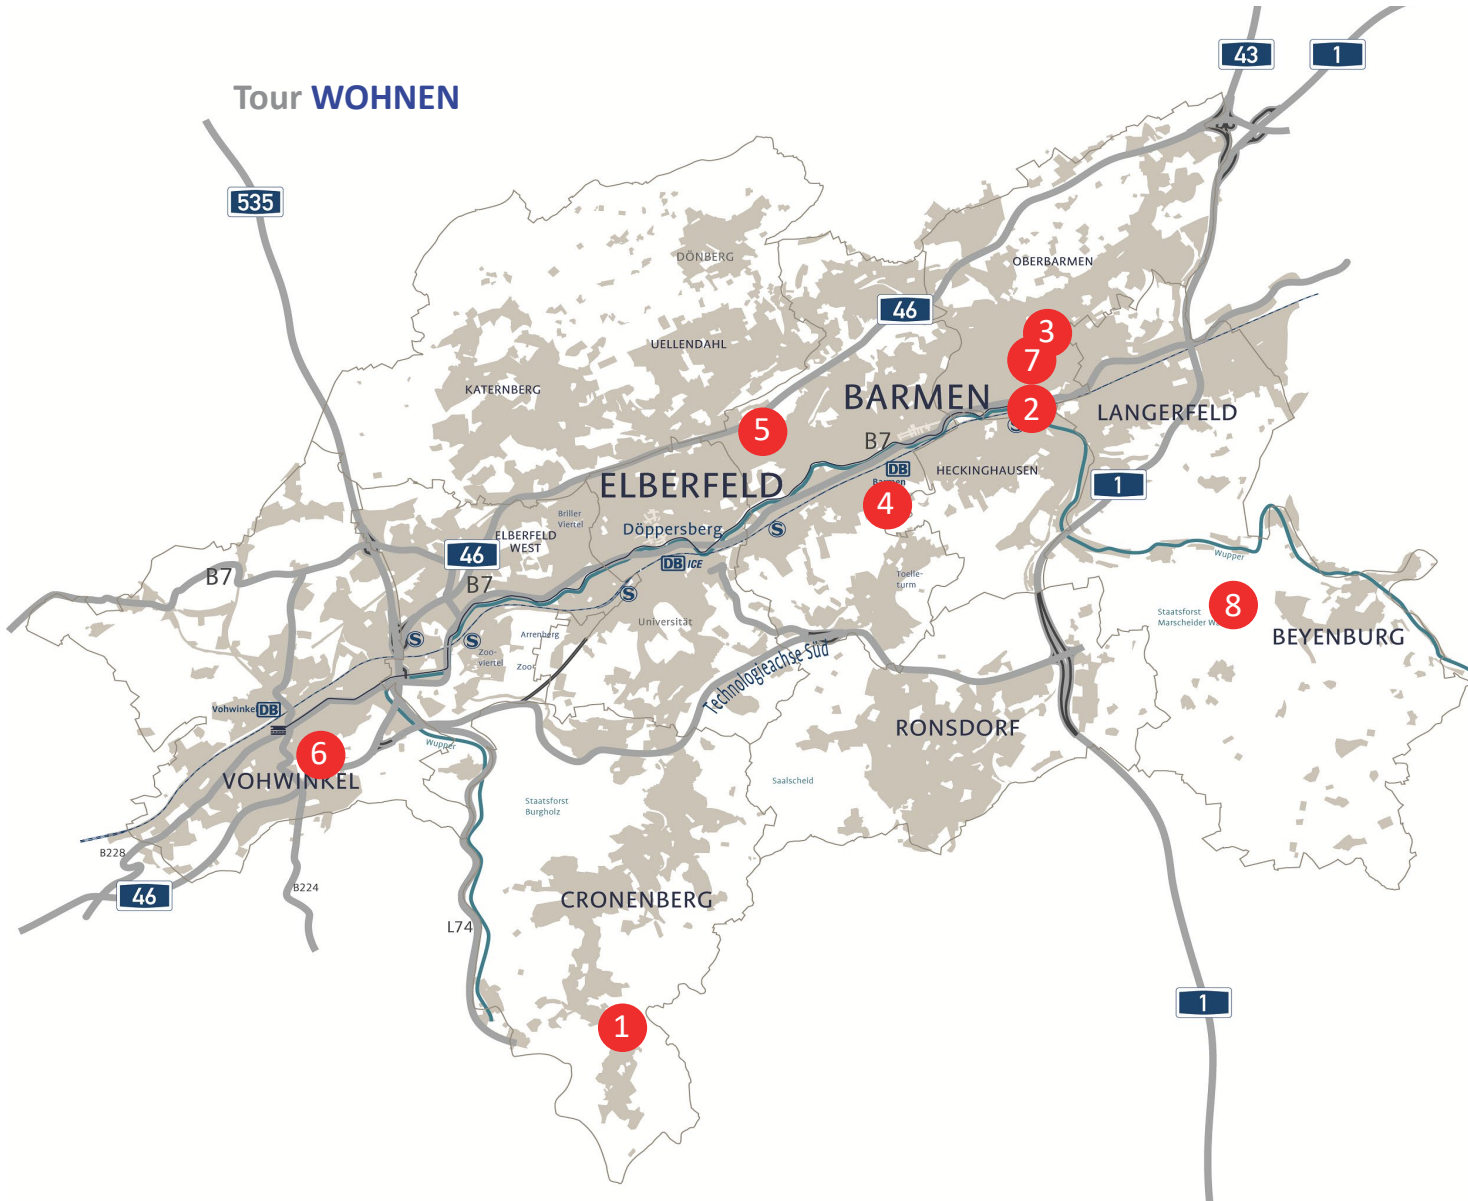 43
1
Tour WOHNEN
535
DÖNBERG
OBERBARMEN
46
3
UELLENDAHL
7
KATERNBERG
BARMEN
2
LANGERFELD
5
B7
S
DB
Barmen
HECKINGHAUSEN
ELBERFELD
1
4
Briller
Viertel
Döppersberg
S
ELBERFELD
WEST
46
DB ICE
Wupper
B7
B7
Toelle-
turm
S
8
Staatsforst
Marscheider
Universität
BEYENBURG
S
S
Arrenberg
Zoo-
viertel
Zoo
Technologieachse Süd
Vohwinkel DB
RONSDORF
Wupper
6
VOHWINKEL
Saalscheid
Staatsforst
Burgholz
B228
B224
46
CRONENBERG
L74
1
1